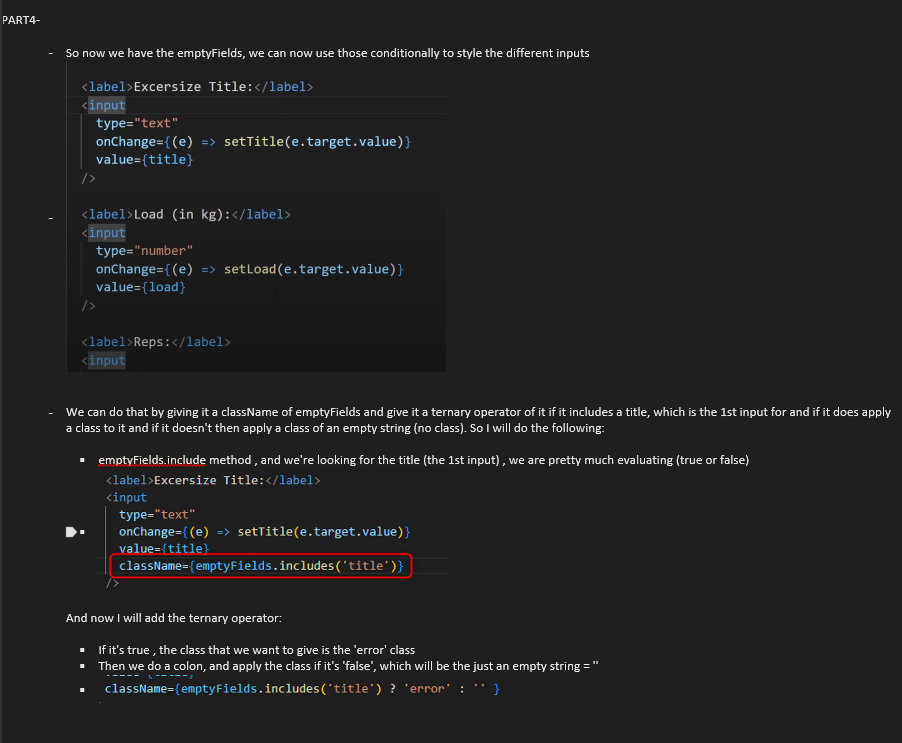 PART4-
- So now we have the emptyFields, we can now use those conditionally to style the different inputs
<label>Excersize Title:</label>
<input
type="text"
onChange={(e) => setTitle(e.target.value)}
value={title}
/>
-
<label>Load (in kg):</label>
<input
type="number"
onChange={(e) => setLoad(e.target.value)}
value={load}
/>
<label>Reps:</label>
<input
- We can do that by giving it a className of emptyFields and give it a ternary operator of it if it includes a title, which is the 1st input for and if it does apply
a class to it and if it doesn't then apply a class of an empty string (no class). So I will do the following:
▪ emptyFields.include method , and we're looking for the title (the 1st input) , we are pretty much evaluating (true or false)
<label>Excersize Title:</label>
<input
type="text"
▪ onChange={(e) => setTitle(e.target.value)}
value={title}
className={emptyFields.includes('title')}
/>
And now I will add the ternary operator:
▪ If it's true , the class that we want to give is the 'error' class
▪ Then we do a colon, and apply the class if it's 'false', which will be the just an empty string = ''
▪ className={emptyFields.includes('title') ? 'error' : '' }